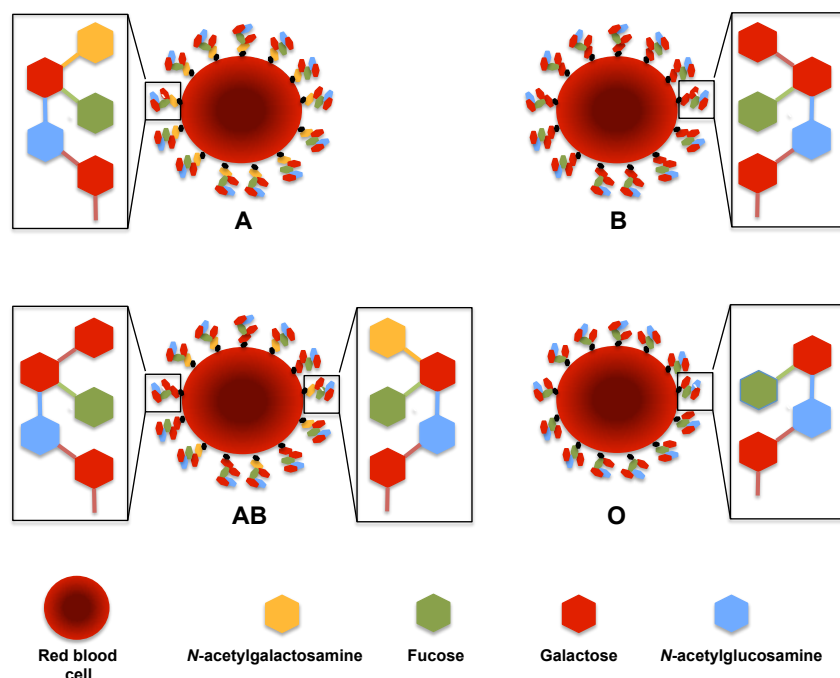 A
B
AB
O
Red blood
cell
N-acetylgalactosamine
Fucose
Galactose
N-acetylglucosamine